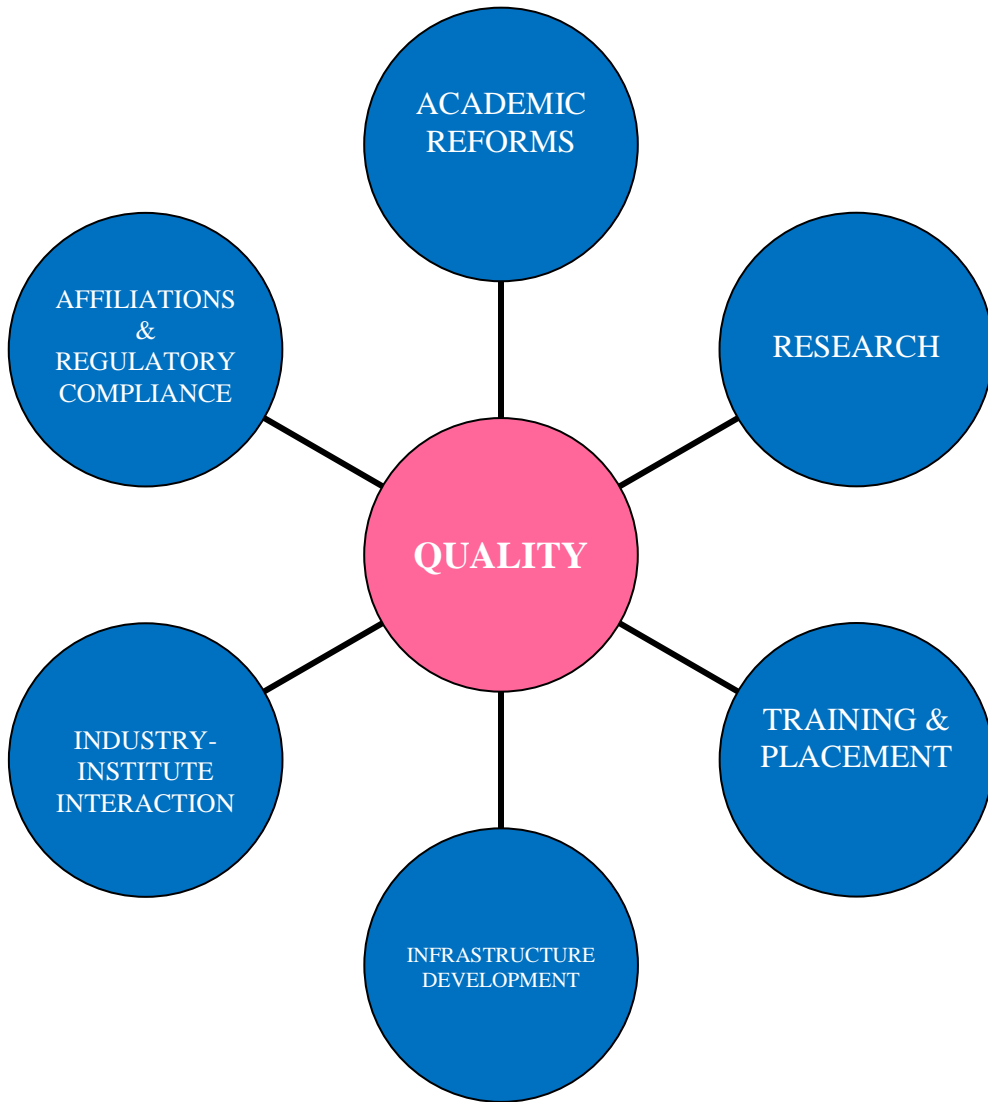 ACADEMIC
REFORMS
AFFILIATIONS
&
REGULATORY
COMPLIANCE
RESEARCH
QUALITY
INDUSTRY-
INSTITUTE
INTERACTION
TRAINING &
PLACEMENT
INFRASTRUCTURE
DEVELOPMENT